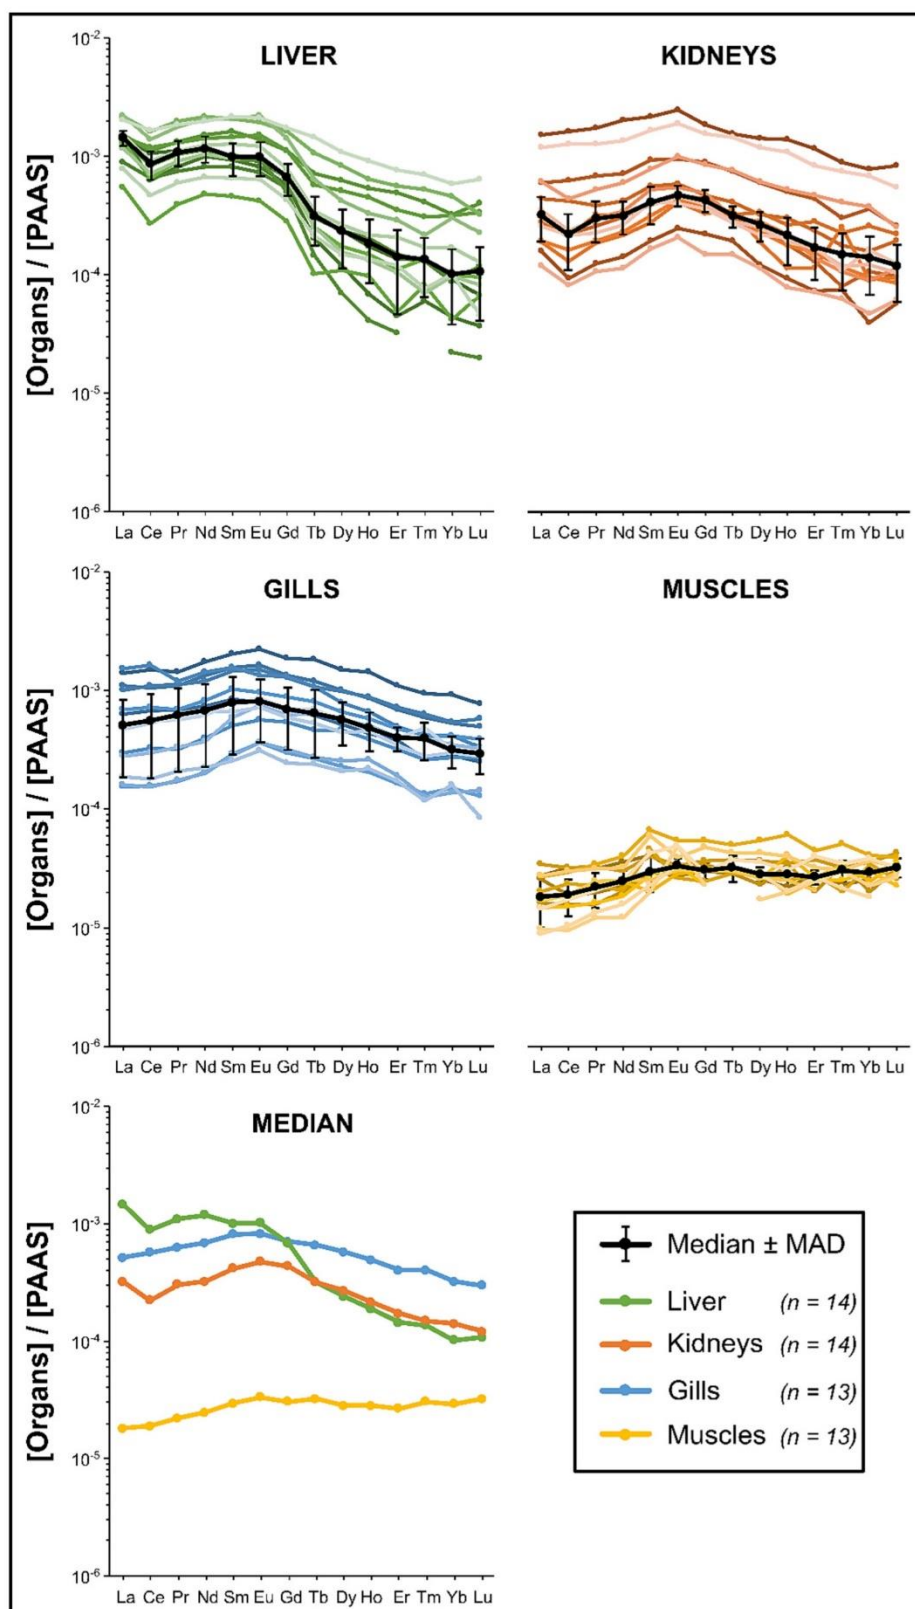 LIVER
KIDNEYS
[Organs] / [PAAS]
10-2
10-3
10-4
10-5
10-6
La Ce Pr Nd Sm Eu Gd Tb Dy Ho Er Tm Yb Lu
La Ce Pr Nd Sm Eu Gd Tb Dy Ho Er Tm Yb Lu
GILLS
MUSCLES
[Organs] / [PAAS]
10-2
10-3
10-4
10-5
10-6
La Ce Pr Nd Sm Eu Gd Tb Dy Ho Er Tm Yb Lu
La Ce Pr Nd Sm Eu Gd Tb Dy Ho Er Tm Yb Lu
MEDIAN
[Organs] / [PAAS]
10-2
10-3
10-4
10-5
10-6
La Ce Pr Nd Sm Eu Gd Tb Dy Ho Er Tm Yb Lu
Median ± MAD
Liver (n = 14)
Kidneys (n = 14)
Gills (n = 13)
Muscles (n = 13)